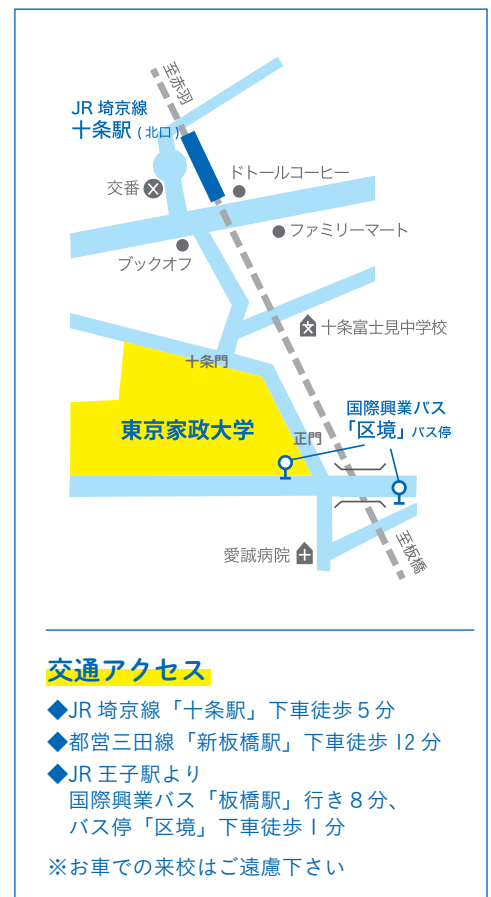 至赤羽
JR 埼京線
十条駅 ( 北口 )
ドトールコーヒー
交番
ファミリーマート
ブックオフ
十条富士見中学校
十条門
国際興業バス
「区境」バス停
東京家政大学
正門
愛誠病院
至板橋
交通アクセス
◆JR 埼京線「十条駅」下車徒歩 5 分
◆都営三田線「新板橋駅」下車徒歩 12 分
◆JR 王子駅より
国際興業バス「板橋駅」行き 8 分、
バス停「区境」下車徒歩 1 分
※お車での来校はご遠慮下さい